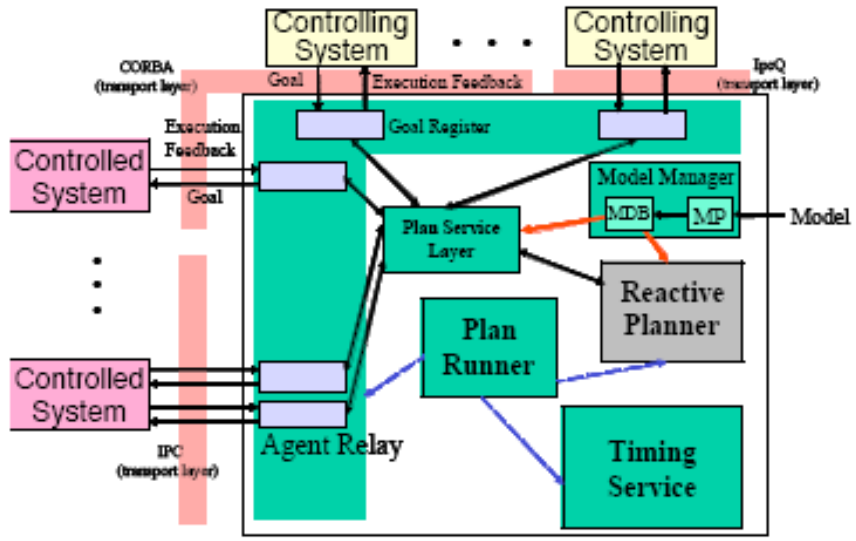 Controlling
System
Controlling
System
CORBA
(transport layer)
Goal
Execution Feedback
IpsQ
(transport layer)
Execution
Feedback
Goal Register
Controlled
System
Goal
Model Manager
MDB
MP
Model
Plan Service
Layer
Reactive
Planner
Plan
Runner
Controlled
System
Agent Relay
IPC
(transport layer)
Timing
Service